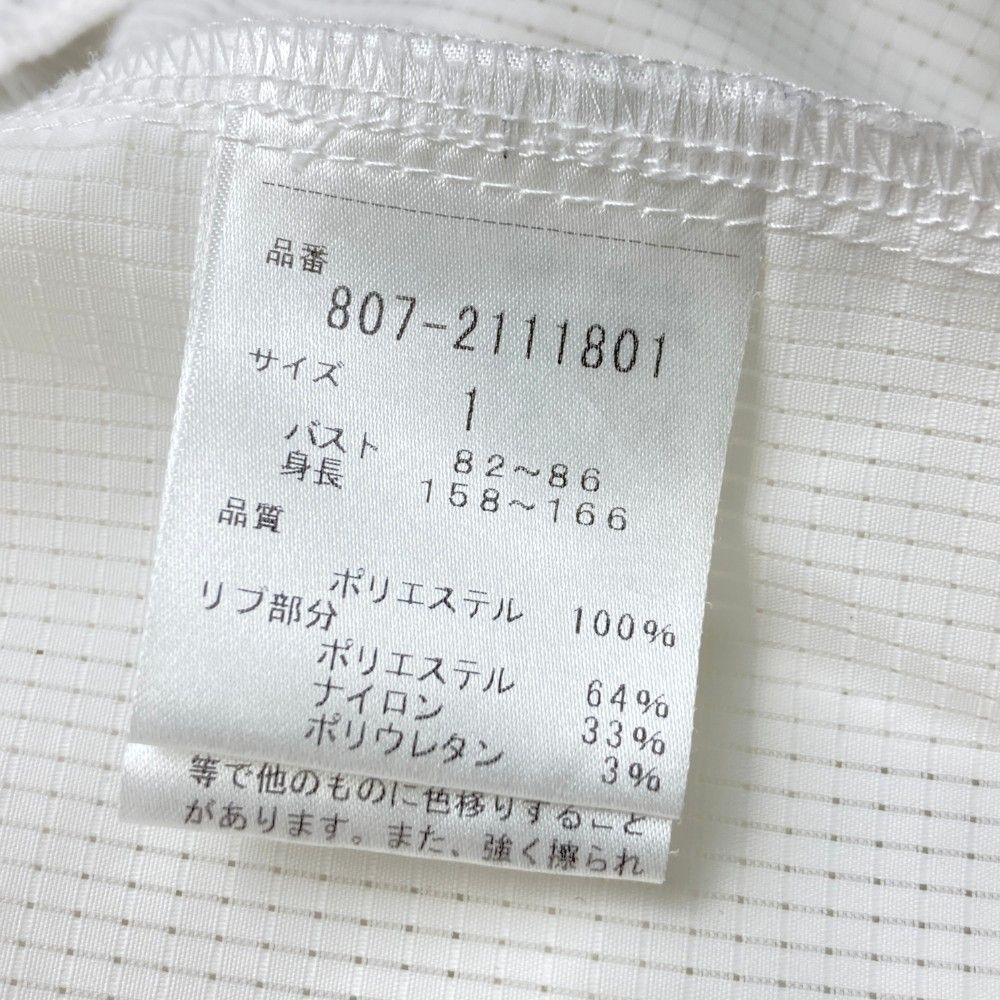 品番
807-2111801
サイズ
1
バスト 82～86
身長 158～166
品質
ポリエステル 100%
リブ部分
ポリエステル 64%
ナイロン 33%
ポリウレタン 3%
等で他のものに色移りすること
があります。また、強く擦られ